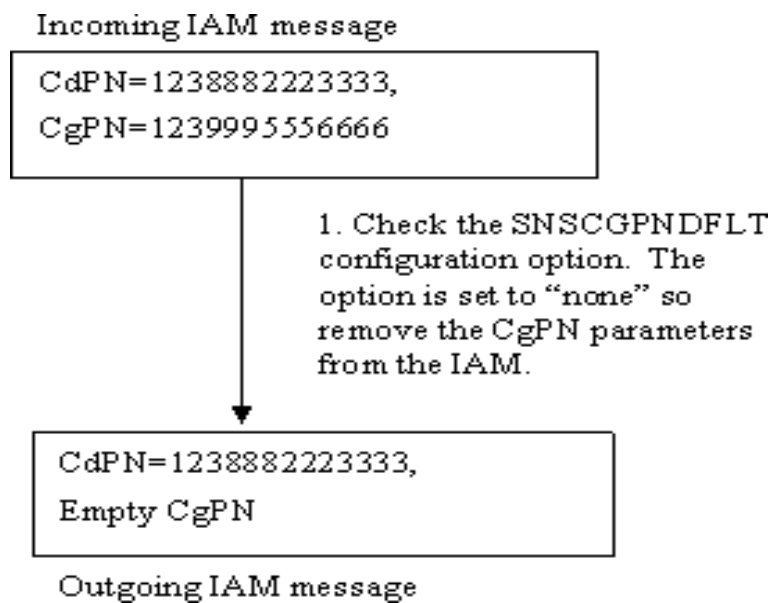 Incoming IAM message
CdPN=1238882223333,
CgPN=1239995556666
1. Check the SNSCGPNDFLT
configuration option. The
option is set to “none” so
remove the CgPN parameters
from the IAM.
CdPN=1238882223333,
Empty CgPN
Outgoing IAM message